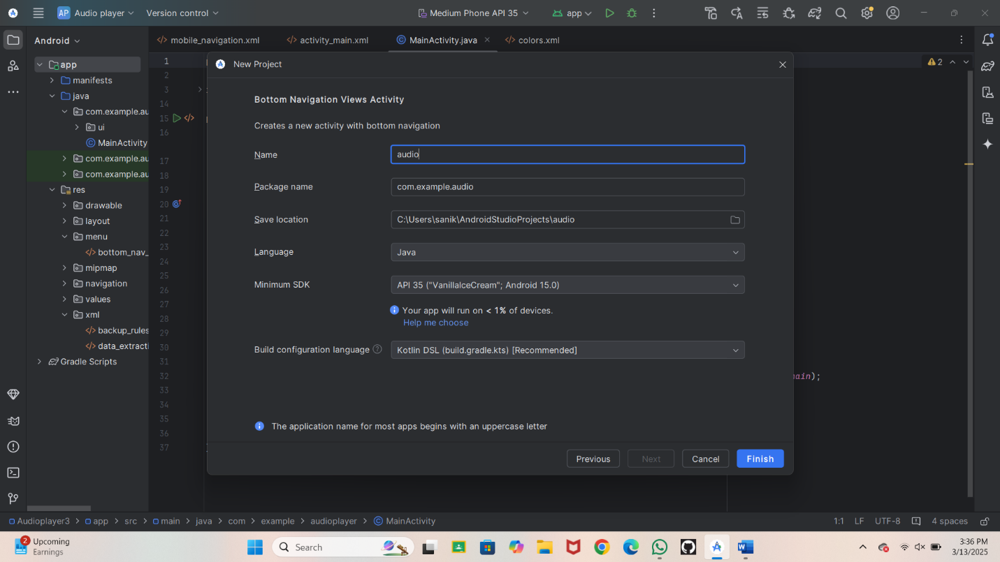 AP Audio player Version control Medium Phone API 35 app
Android mobile_navigation.xml activity_main.xml MainActivity.java colors.xml
app
manifests
java
com.example.au
ui
MainActivity
com.example.au
com.example.au
res
drawable
layout
menu
bottom_nav_
mipmap
navigation
values
xml
backup_rules
data_extracti
Gradle Scripts
1
2
3
14
15
16
17
18
19
20
21
22
23
24
25
26
27
28
29
30
31
32
33
34
35
36
37
2
New Project
Bottom Navigation Views Activity
Creates a new activity with bottom navigation
Name audio
Package name com.example.audio
Save location C:\Users\sanik\AndroidStudioProjects\audio
Language Java
Minimum SDK API 35 ("VanillaIceCream"; Android 15.0)
Your app will run on < 1% of devices.
Help me choose
Build configuration language ? Kotlin DSL (build.gradle.kts) [Recommended]
The application name for most apps begins with an uppercase letter
Previous Next Cancel Finish
main);
Audioplayer3 > app > src > main > java > com > example > audioplayer > MainActivity 1:1 LF UTF-8 4 spaces
2 Upcoming
Earnings
Search
3:36 PM
3/13/2025